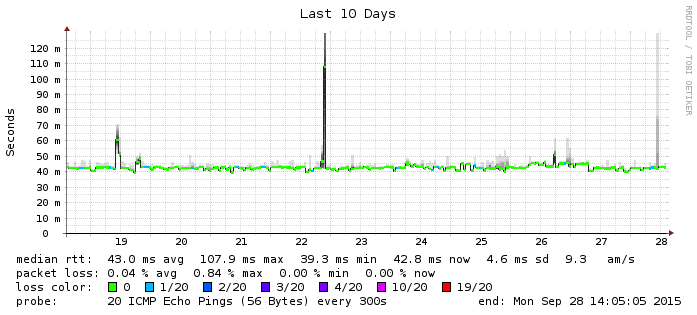 Last 10 Days
RRDTOOL / TOBI OETIKER
Seconds
120 m
110 m
100 m
90 m
80 m
70 m
60 m
50 m
40 m
30 m
20 m
10 m
0
19 20 21 22 23 24 25 26 27 28
median rtt: 43.0 ms avg 107.9 ms max 39.3 ms min 42.8 ms now 4.6 ms sd 9.3 am/s
packet loss: 0.04 % avg 0.84 % max 0.00 % min 0.00 % now
loss color: 0 1/20 2/20 3/20 4/20 10/20 19/20
probe: 20 ICMP Echo Pings (56 Bytes) every 300s end: Mon Sep 28 14:05:05 2015